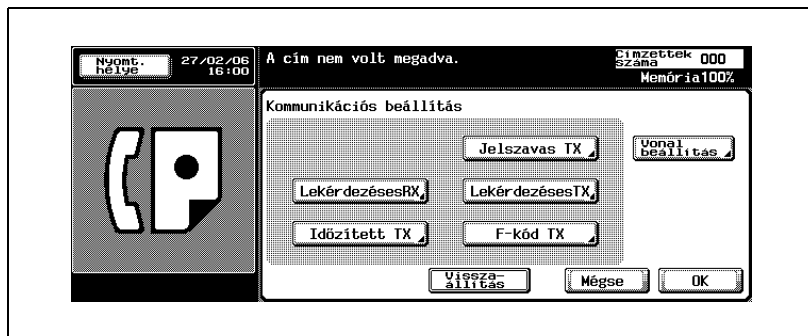 Nyomt.
helye
27/02/06
16:00
A cím nem volt megadva.
Címzettek
száma
000
Memória100%
Kommunikációs beállítás
Jelszavas TX
Vonal
beállítás
LekérdezésesRX
LekérdezésesTX
Időzített TX
F-kód TX
Vissza-
állítás
Mégse
OK